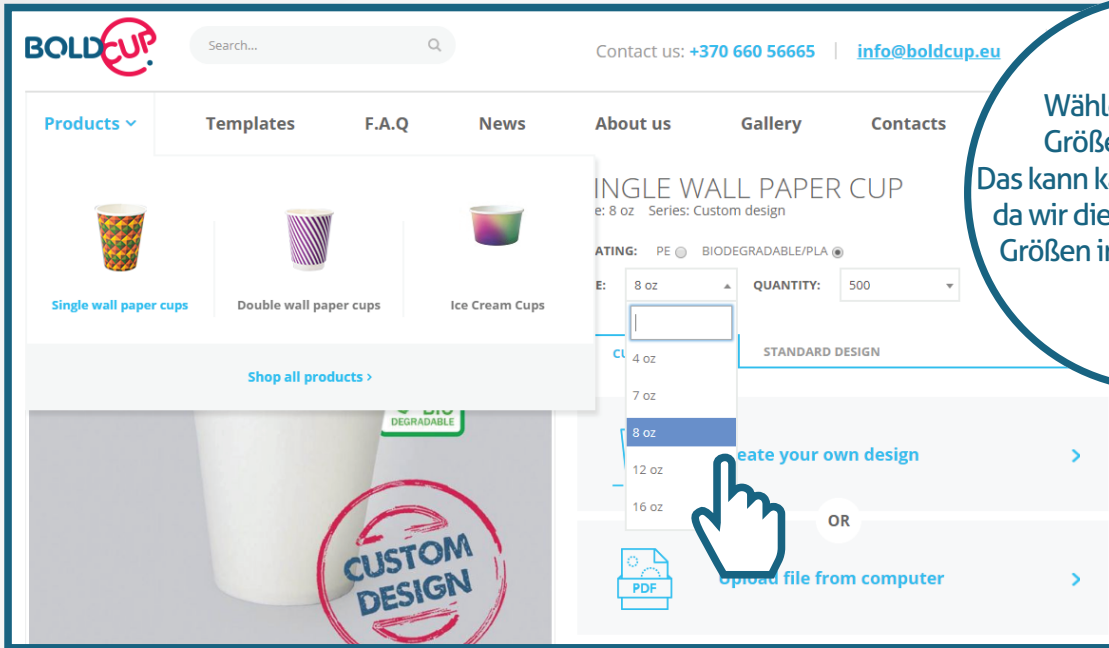 BOLDCUP.
Search...
Contact us: +370 660 56665 | info@boldcup.eu
Products
Templates
F.A.Q
News
About us
Gallery
Contacts
Single wall paper cups
Double wall paper cups
Ice Cream Cups
Shop all products ›
INGLE WALL PAPER CUP
e: 8 oz Series: Custom design
ATING: PE BIODEGRADABLE/PLA
E: 8 oz QUANTITY: 500
4 oz
7 oz
8 oz
12 oz
16 oz
CU
STANDARD DESIGN
eate your own design
OR
PDF
Upload file from computer
BIO
DEGRADABLE
CUSTOM
DESIGN
Wähl
Größe
Das kann k
da wir die
Größen i